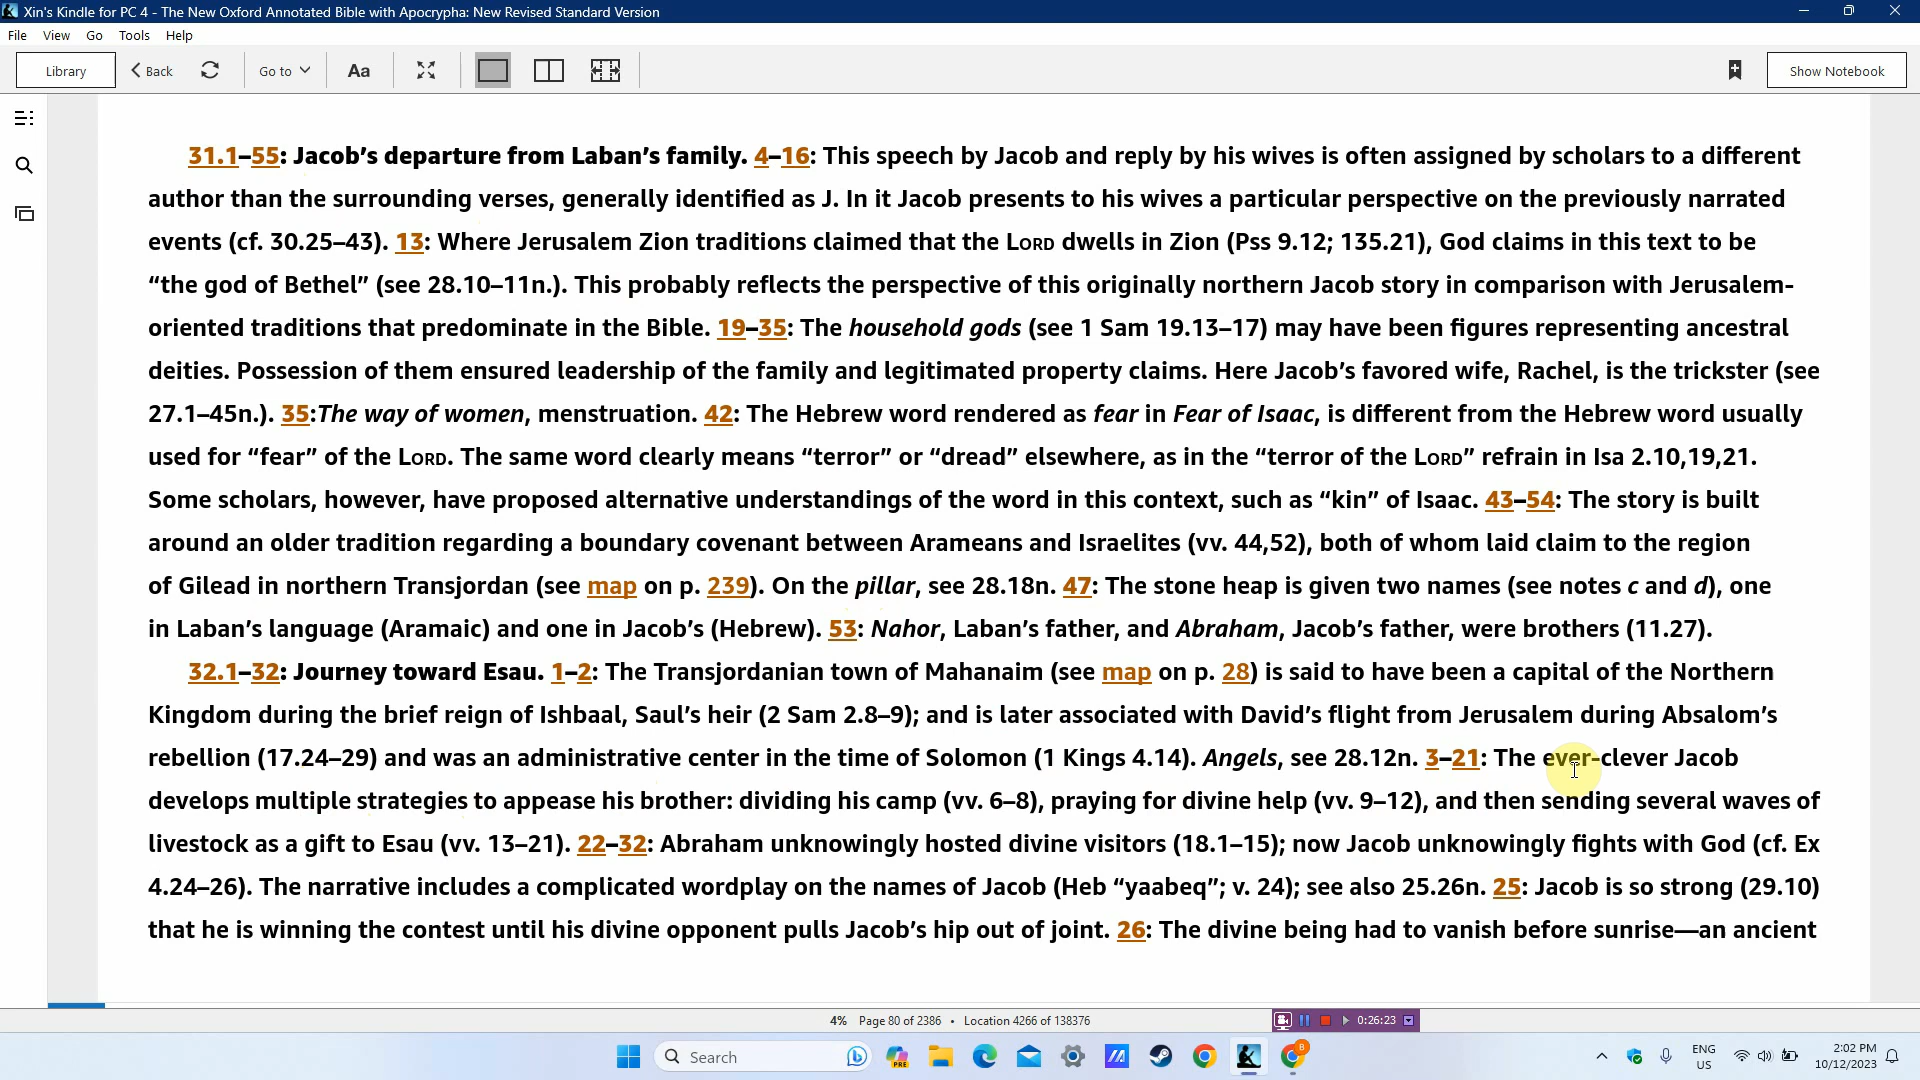 Xin's Kindle for PC 4 - The New Oxford Annotated Bible with Apocrypha: New Revised Standard Version
File View Go Tools Help
Library Back Go to Aa Show Notebook
31.1–55: Jacob’s departure from Laban’s family. 4–16: This speech by Jacob and reply by his wives is often assigned by scholars to a different
author than the surrounding verses, generally identified as J. In it Jacob presents to his wives a particular perspective on the previously narrated
events (cf. 30.25–43). 13: Where Jerusalem Zion traditions claimed that the LORD dwells in Zion (Pss 9.12; 135.21), God claims in this text to be
“the god of Bethel” (see 28.10–11n.). This probably reflects the perspective of this originally northern Jacob story in comparison with Jerusalem-
oriented traditions that predominate in the Bible. 19–35: The household gods (see 1 Sam 19.13–17) may have been figures representing ancestral
deities. Possession of them ensured leadership of the family and legitimated property claims. Here Jacob’s favored wife, Rachel, is the trickster (see
27.1–45n.). 35:The way of women, menstruation. 42: The Hebrew word rendered as fear in Fear of Isaac, is different from the Hebrew word usually
used for “fear” of the LORD. The same word clearly means “terror” or “dread” elsewhere, as in the “terror of the LORD” refrain in Isa 2.10,19,21.
Some scholars, however, have proposed alternative understandings of the word in this context, such as “kin” of Isaac. 43–54: The story is built
around an older tradition regarding a boundary covenant between Arameans and Israelites (vv. 44,52), both of whom laid claim to the region
of Gilead in northern Transjordan (see map on p. 239). On the pillar, see 28.18n. 47: The stone heap is given two names (see notes c and d), one
in Laban’s language (Aramaic) and one in Jacob’s (Hebrew). 53: Nahor, Laban’s father, and Abraham, Jacob’s father, were brothers (11.27).
32.1–32: Journey toward Esau. 1–2: The Transjordanian town of Mahanaim (see map on p. 28) is said to have been a capital of the Northern
Kingdom during the brief reign of Ishbaal, Saul’s heir (2 Sam 2.8–9); and is later associated with David’s flight from Jerusalem during Absalom’s
rebellion (17.24–29) and was an administrative center in the time of Solomon (1 Kings 4.14). Angels, see 28.12n. 3–21: The ever-clever Jacob
develops multiple strategies to appease his brother: dividing his camp (vv. 6–8), praying for divine help (vv. 9–12), and then sending several waves of
livestock as a gift to Esau (vv. 13–21). 22–32: Abraham unknowingly hosted divine visitors (18.1–15); now Jacob unknowingly fights with God (cf. Ex
4.24–26). The narrative includes a complicated wordplay on the names of Jacob (Heb “yaabeq”; v. 24); see also 25.26n. 25: Jacob is so strong (29.10)
that he is winning the contest until his divine opponent pulls Jacob’s hip out of joint. 26: The divine being had to vanish before sunrise—an ancient
4% Page 80 of 2386 • Location 4266 of 138376 0:26:23
Search PRE B ENG US 2:02 PM
10/12/2023